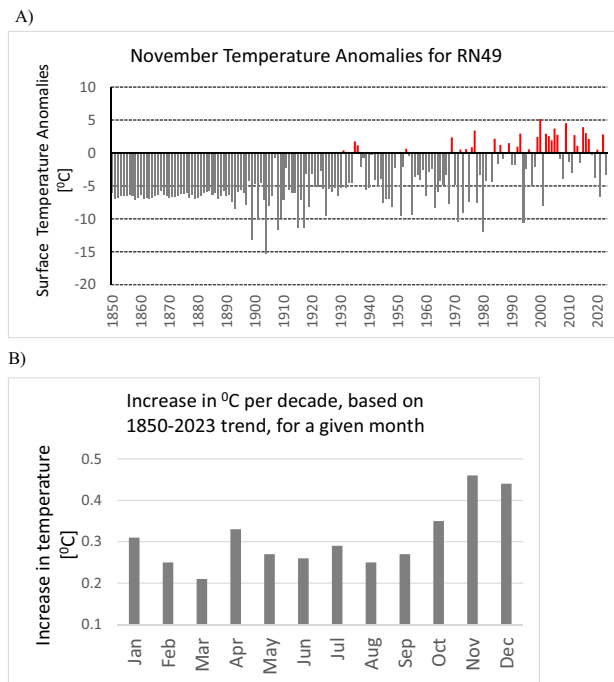 A)
November Temperature Anomalies for RN49
Surface Temperature Anomalies
[⁰C]
10
5
0
-5
-10
-15
-20
1850
1860
1870
1880
1890
1900
1910
1920
1930
1940
1950
1960
1970
1980
1990
2000
2010
2020
B)
Increase in ⁰C per decade, based on
1850-2023 trend, for a given month
Increase in temperature
[⁰C]
0.5
0.4
0.3
0.2
0.1
Jan
Feb
Mar
Apr
May
Jun
Jul
Aug
Sep
Oct
Nov
Dec